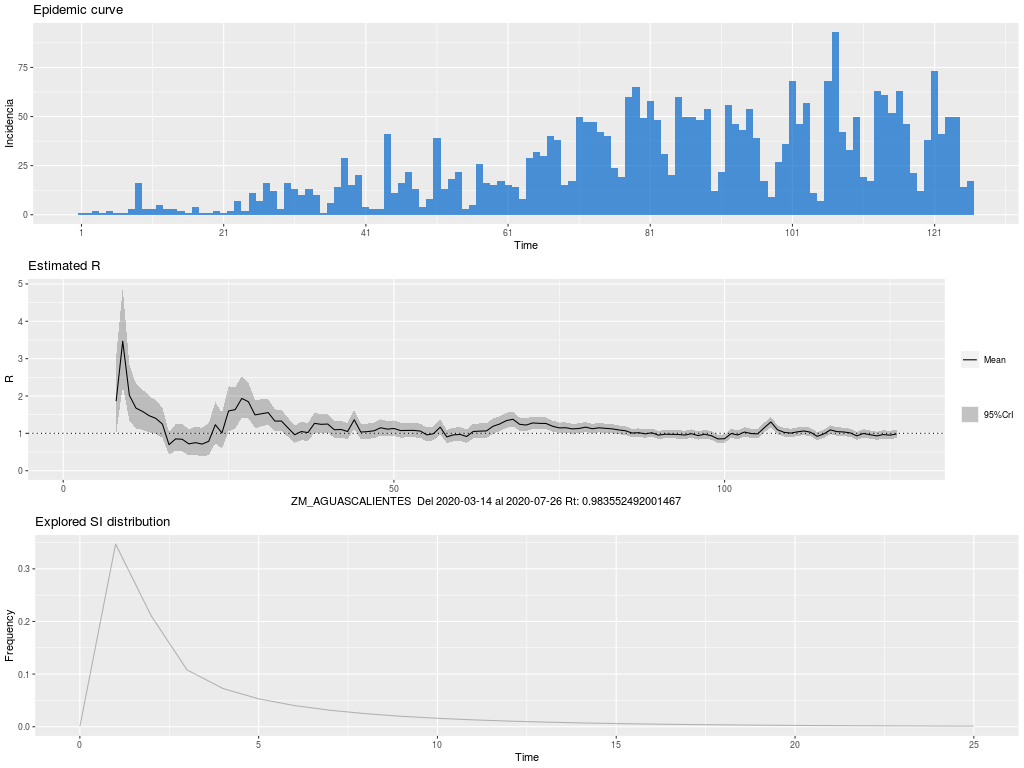 Epidemic curve
75
50
25
0
Incidencia
1 21 41 61 81 101 121
Time
Estimated R
5
4
3
2
1
0
R
Mean
95%CrI
0 50 100
ZM_AGUASCALIENTES Del 2020-03-14 al 2020-07-26 Rt: 0.983552492001467
Explored SI distribution
0.3
0.2
0.1
0.0
Frequency
0 5 10 15 20 25
Time